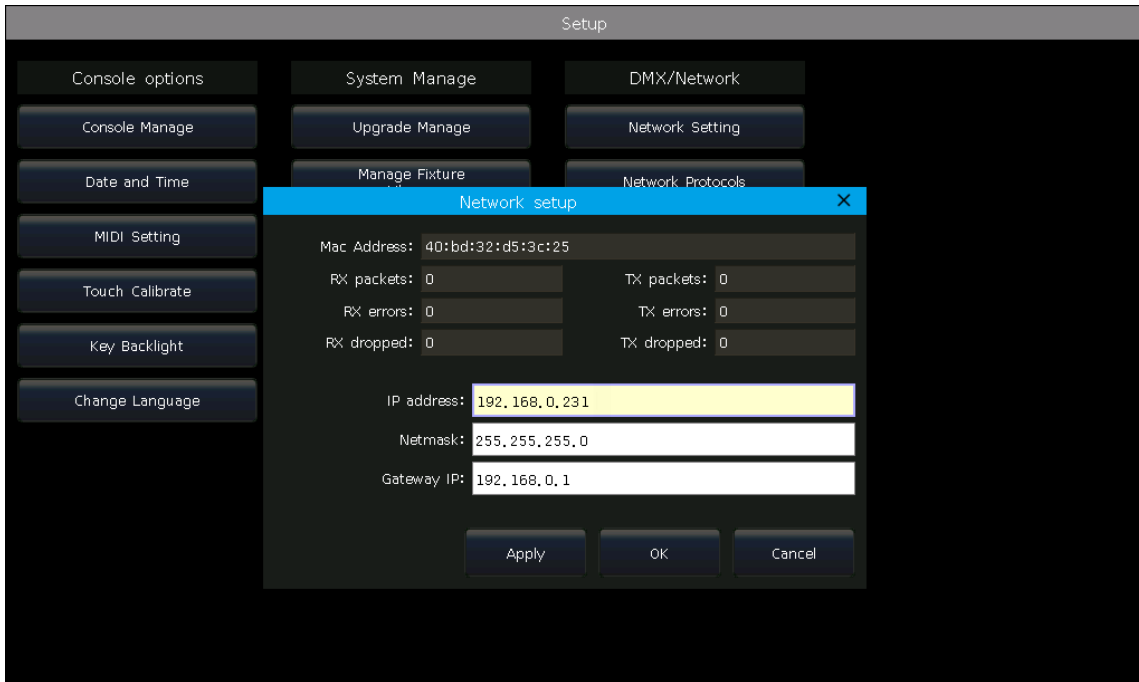 Setup
Console options
System Manage
DMX/Network
Console Manage
Upgrade Manage
Network Setting
Date and Time
Manage Fixture
Network Protocols
MIDI Setting
Touch Calibrate
Key Backlight
Change Language
Network setup
Mac Address: 40:bd:32:d5:3c:25
RX packets: 0
TX packets: 0
RX errors: 0
TX errors: 0
RX dropped: 0
TX dropped: 0
IP address: 192.168.0.231
Netmask: 255.255.255.0
Gateway IP: 192.168.0.1
Apply
OK
Cancel